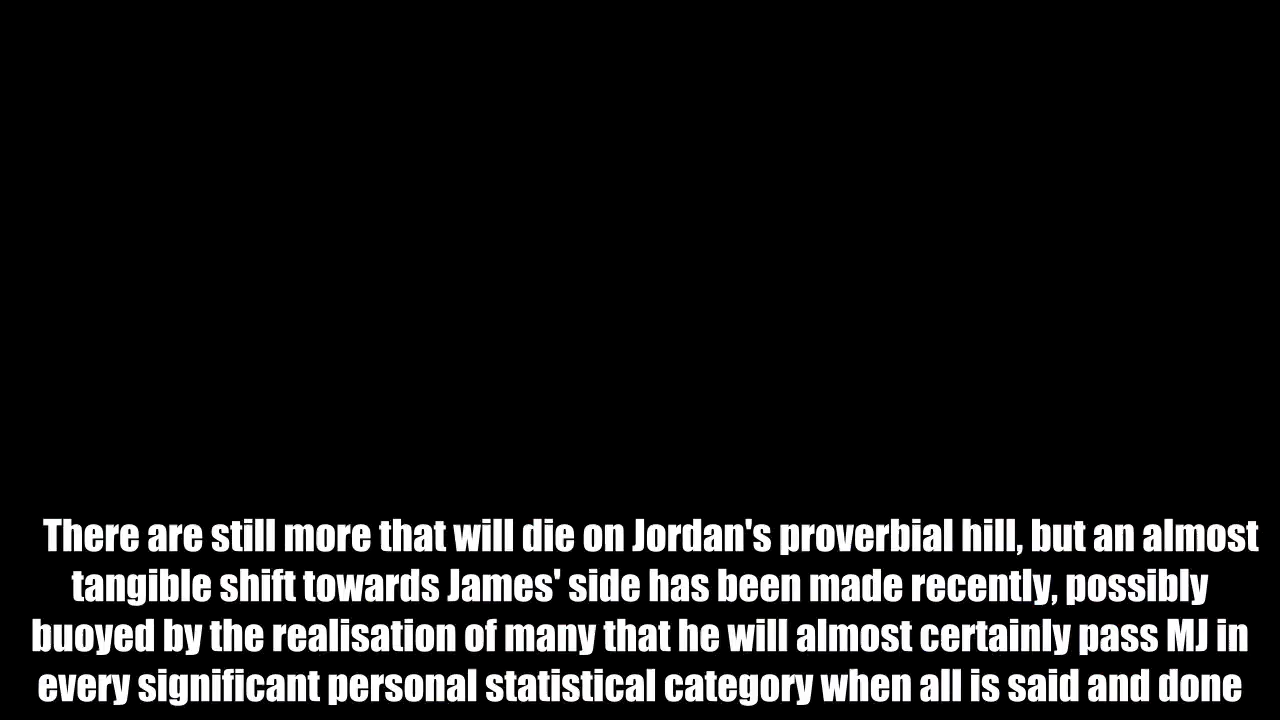 There are still more that will die on Jordan's proverbial hill, but an almost
tangible shift towards James' side has been made recently, possibly
buoyed by the realisation of many that he will almost certainly pass MJ in
every significant personal statistical category when all is said and done